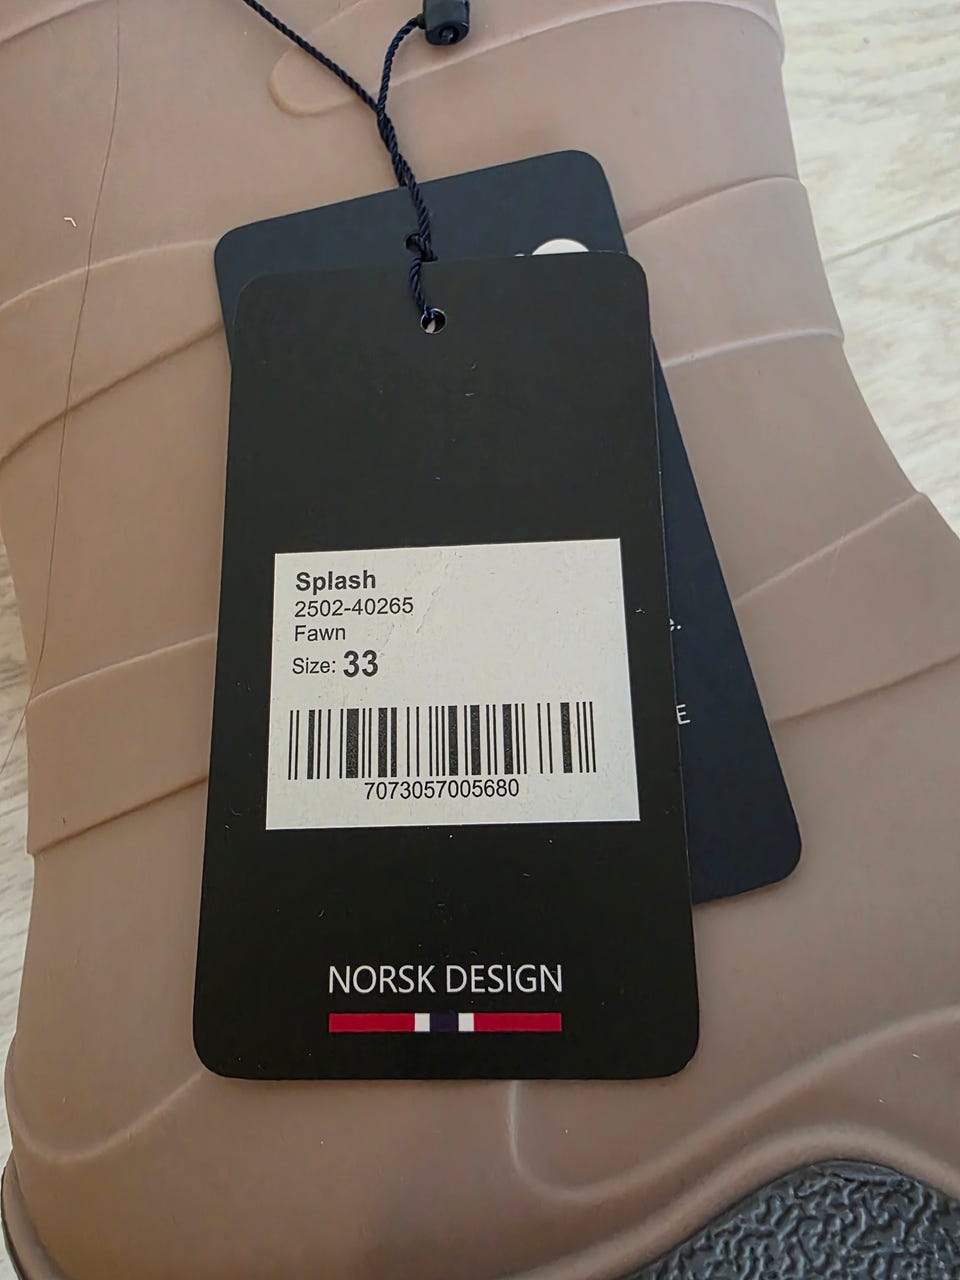 Splash
2502-40265
Fawn
Size: 33
7073057005680
NORSK DESIGN
e.
E